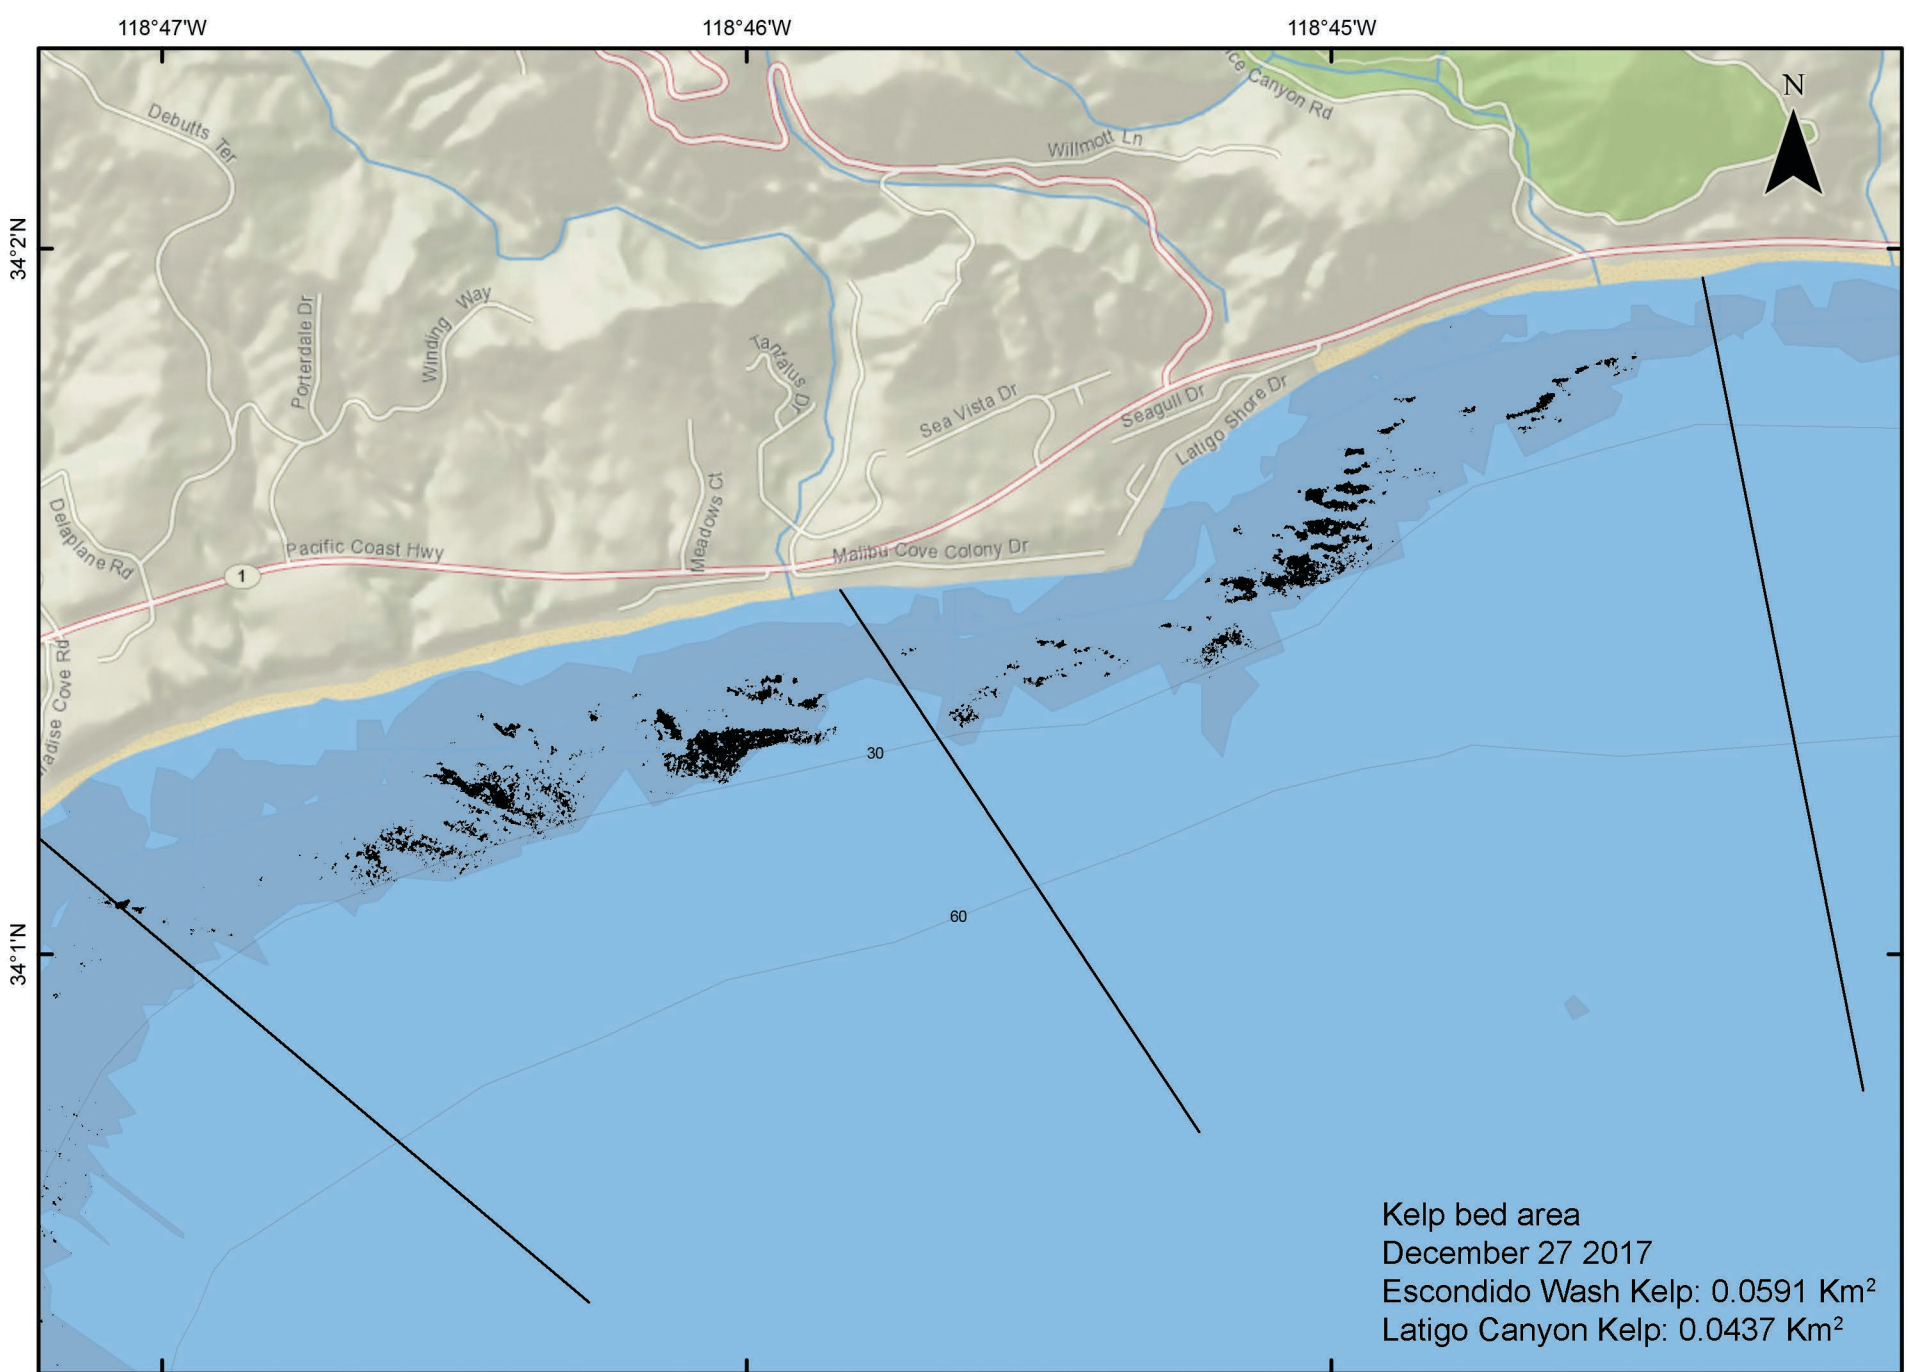 118°47'W
118°46'W
118°45'W
N
Canyon Rd
Debutts Ter
Willmott Ln
34°2'N
Porterdale Dr
Winding Way
Tantalus Dr
Sea Vista Dr
Seagull Dr
Latigo Shore Dr
Delaplane Rd
Meadows Ct
Pacific Coast Hwy
Malibu Cove Colony Dr
1
radise Cove Rd
30
60
34°1'N
Kelp bed area
December 27 2017
Escondido Wash Kelp: 0.0591 Km²
Latigo Canyon Kelp: 0.0437 Km²